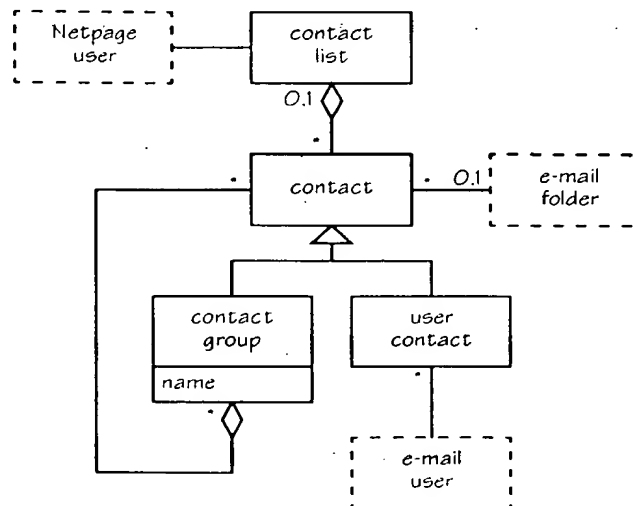 Netpage
user
contact
list
0.1
*
*
contact
*
0.1
e-mail
folder
contact
group
name
*
user
contact
*
e-mail
user